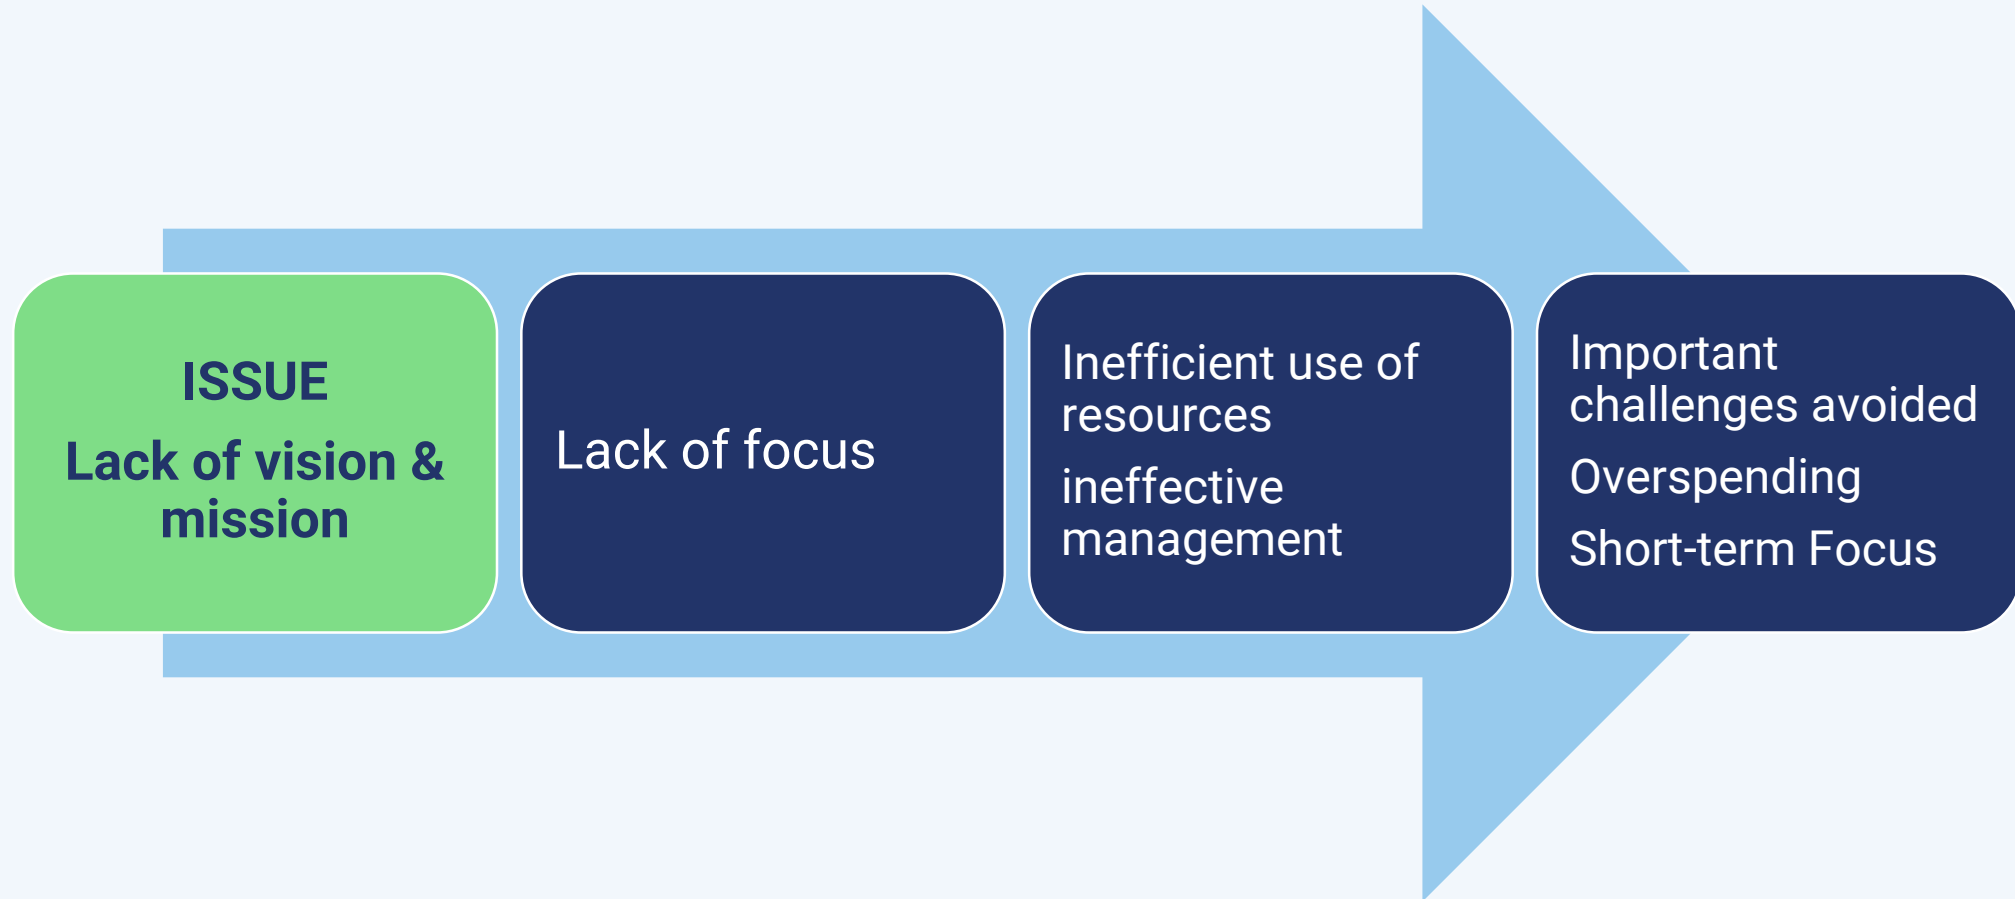 ISSUE
Lack of vision &
mission
Lack of focus
Inefficient use of
resources
ineffective
management
Important
challenges avoided
Overspending
Short-term Focus